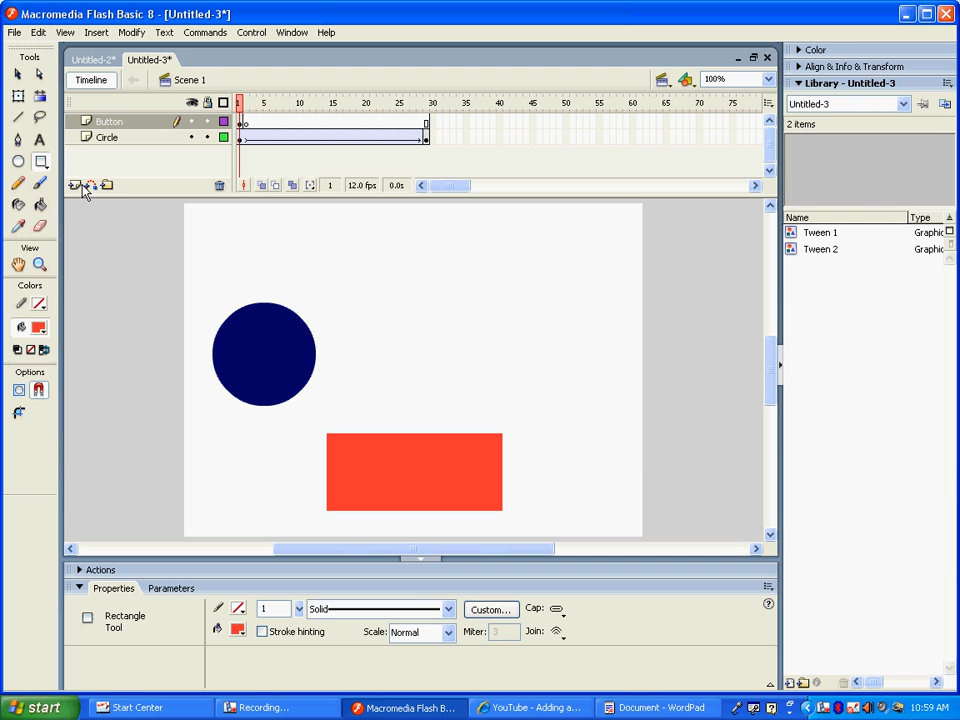 Macromedia Flash Basic 8 - [Untitled-3*]
File Edit View Insert Modify Text Commands Control Window Help
Tools
Untitled-2* Untitled-3*
Timeline Scene 1 100%
1 5 10 15 20 25 30 35 40 45 50 55 60 65 70 75
Button
Circle
1 12.0 fps 0.0s
View
Colors
Options
Color
Align & Info & Transform
Library - Untitled-3
Untitled-3
2 items
Name Type
Tween 1 Graphic
Tween 2 Graphic
Actions
Properties Parameters
Rectangle
Tool
1 Solid Custom... Cap:
Stroke hinting Scale: Normal Miter: 3 Join:
start Start Center Recording... Macromedia Flash B... YouTube - Adding a... Document - WordPad 10:59 AM